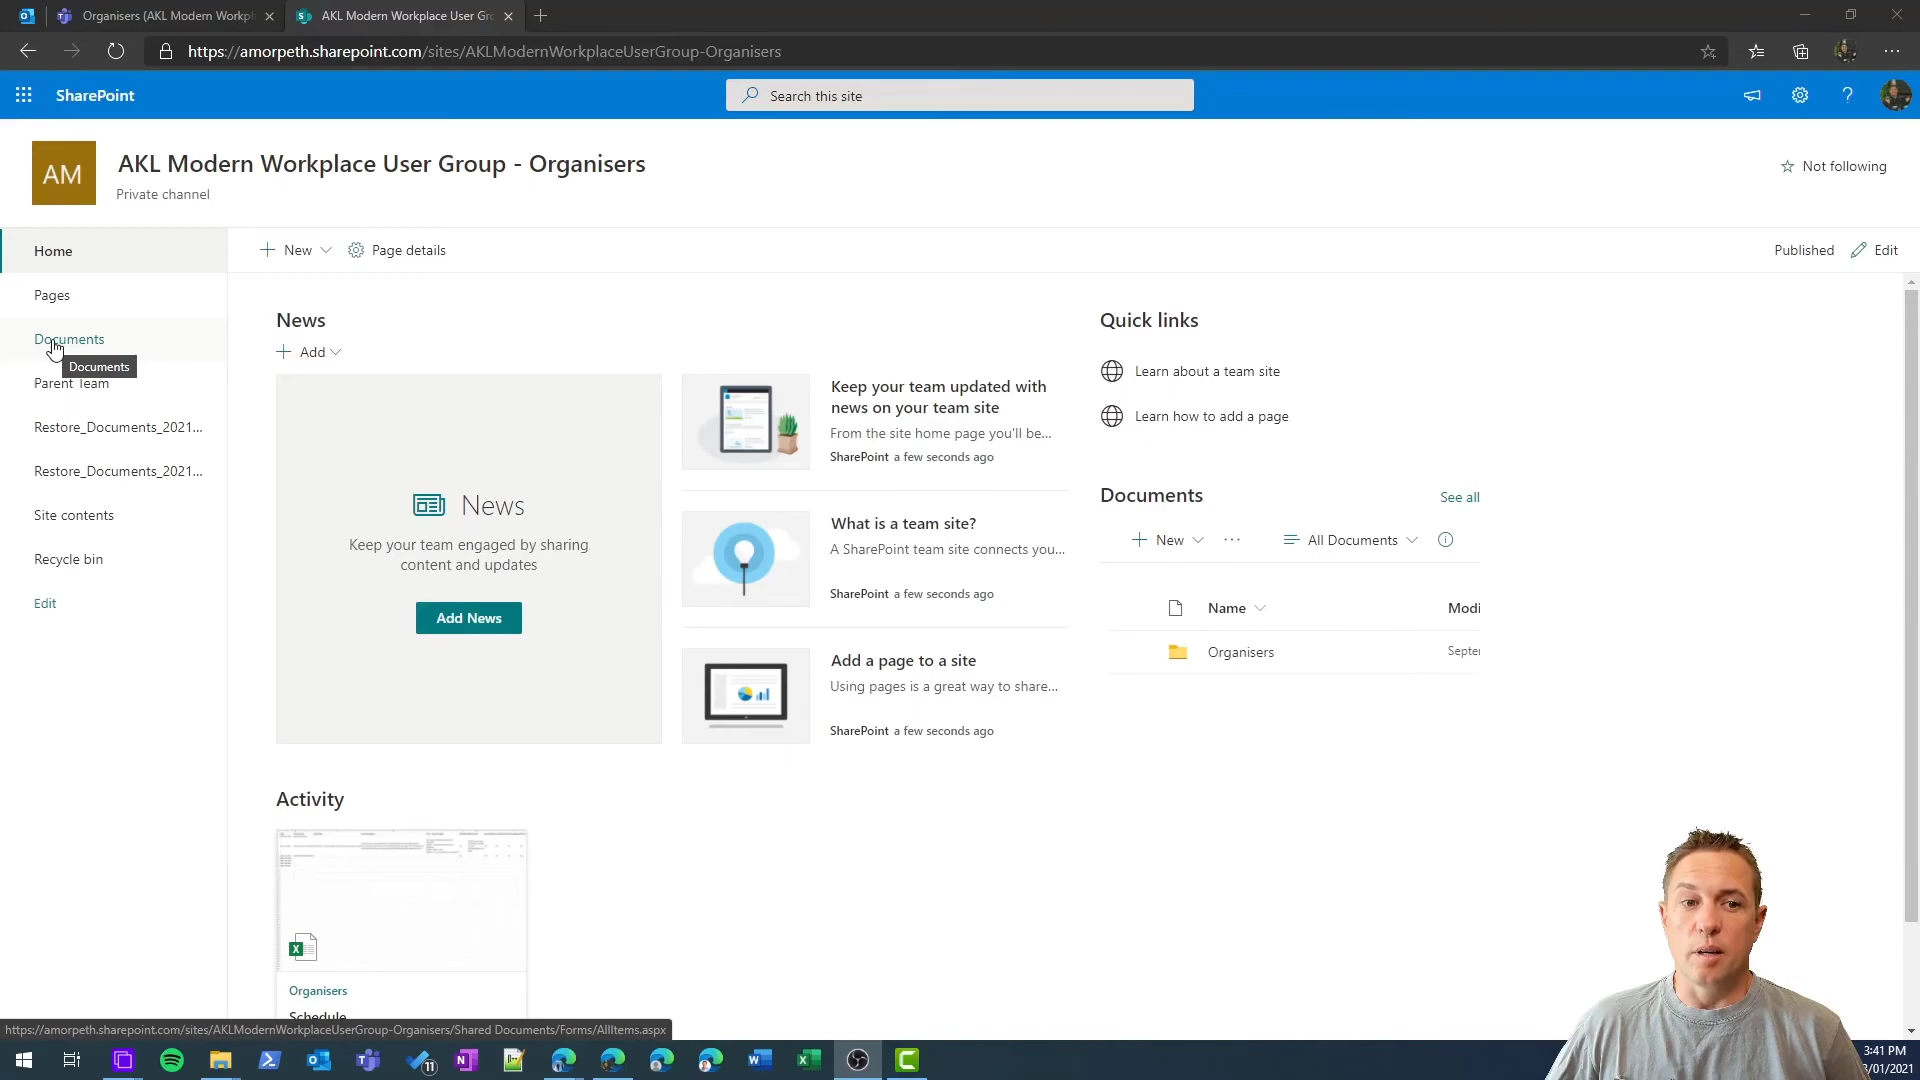 Organisers (AKL Modern Workpl
AKL Modern Workplace User Gro
https://amorpeth.sharepoint.com/sites/AKLModernWorkplaceUserGroup-Organisers
SharePoint
Search this site
AM
AKL Modern Workplace User Group - Organisers
Private channel
Not following
Home
New
Page details
Published
Edit
Pages
Documents
Documents
Parent Team
Restore_Documents_2021...
Restore_Documents_2021...
Site contents
Recycle bin
Edit
News
Add
News
Keep your team engaged by sharing
content and updates
Add News
Keep your team updated with
news on your team site
From the site home page you'll be...
SharePoint a few seconds ago
What is a team site?
A SharePoint team site connects you...
SharePoint a few seconds ago
Add a page to a site
Using pages is a great way to share...
SharePoint a few seconds ago
Quick links
Learn about a team site
Learn how to add a page
Documents
See all
New
All Documents
Name
Modi
Organisers
Septer
Activity
Organisers
Schedule
https://amorpeth.sharepoint.com/sites/AKLModernWorkplaceUserGroup-Organisers/Shared Documents/Forms/AllItems.aspx
11
3:41 PM
3/01/2021